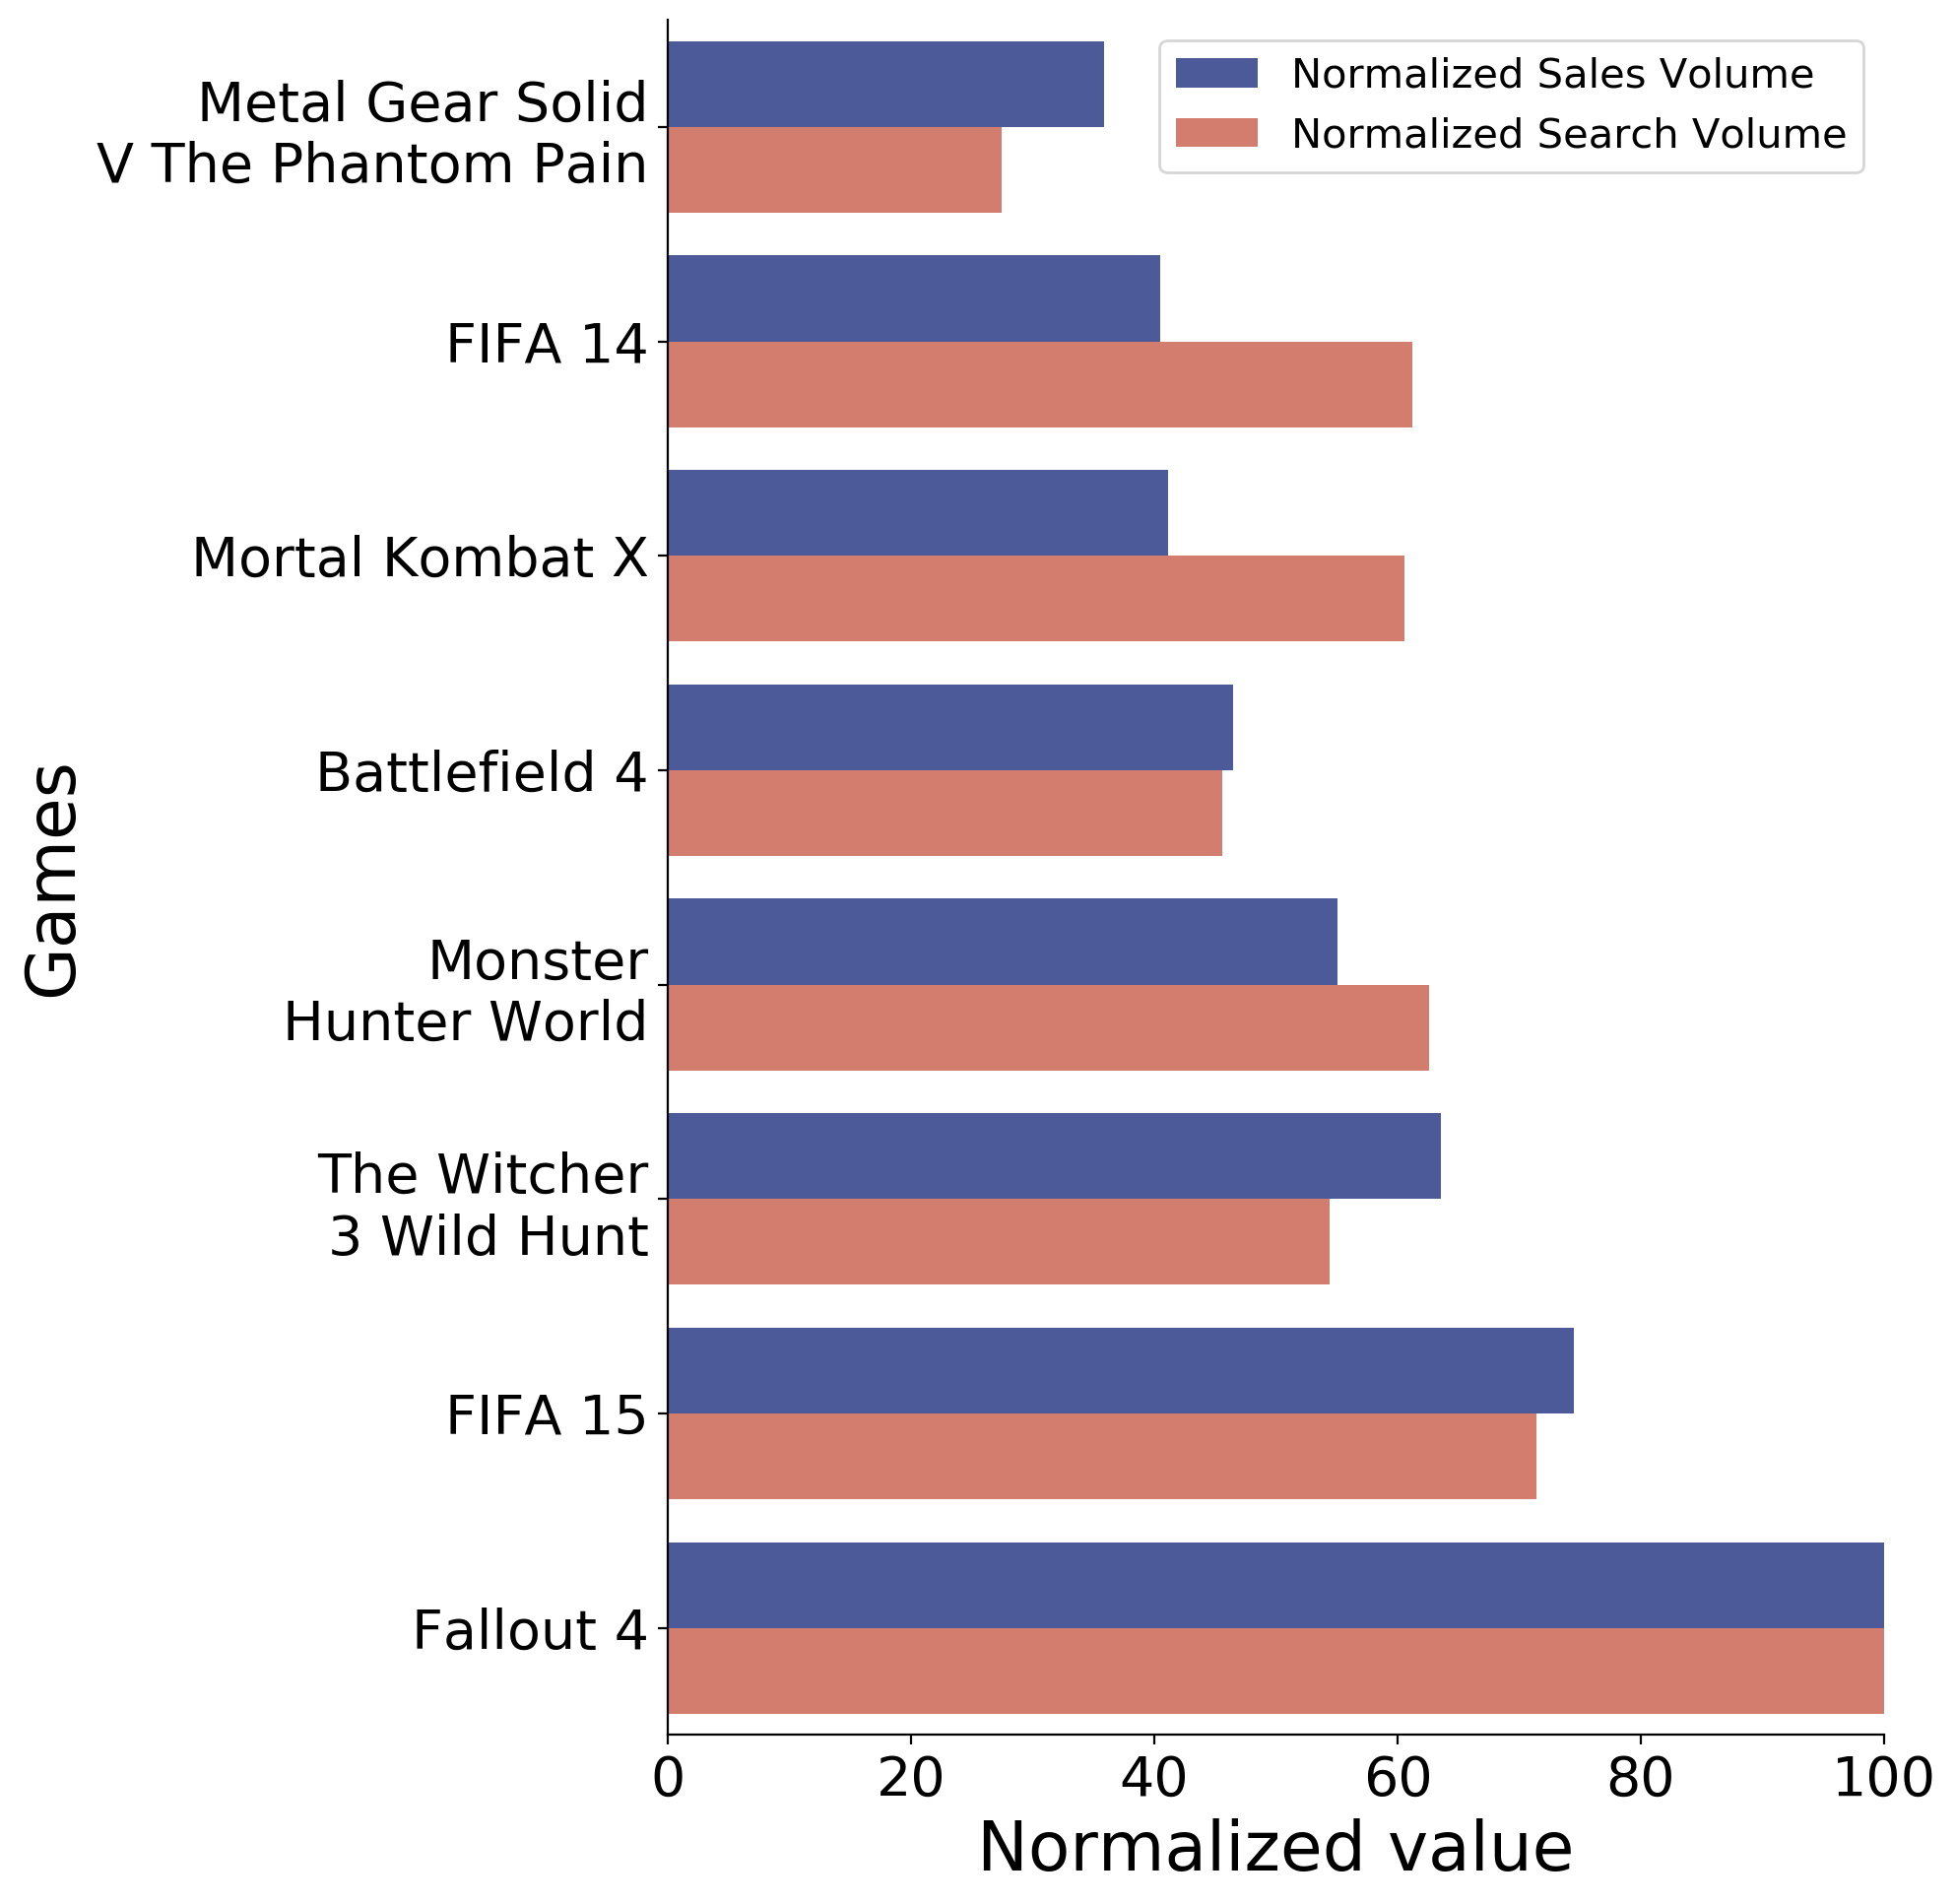 Normalized Sales Volume
Normalized Search Volume
Metal Gear Solid
V The Phantom Pain
FIFA 14
Mortal Kombat X
Battlefield 4
Monster
Hunter World
The Witcher
3 Wild Hunt
FIFA 15
Fallout 4
Games
0 20 40 60 80 100
Normalized value